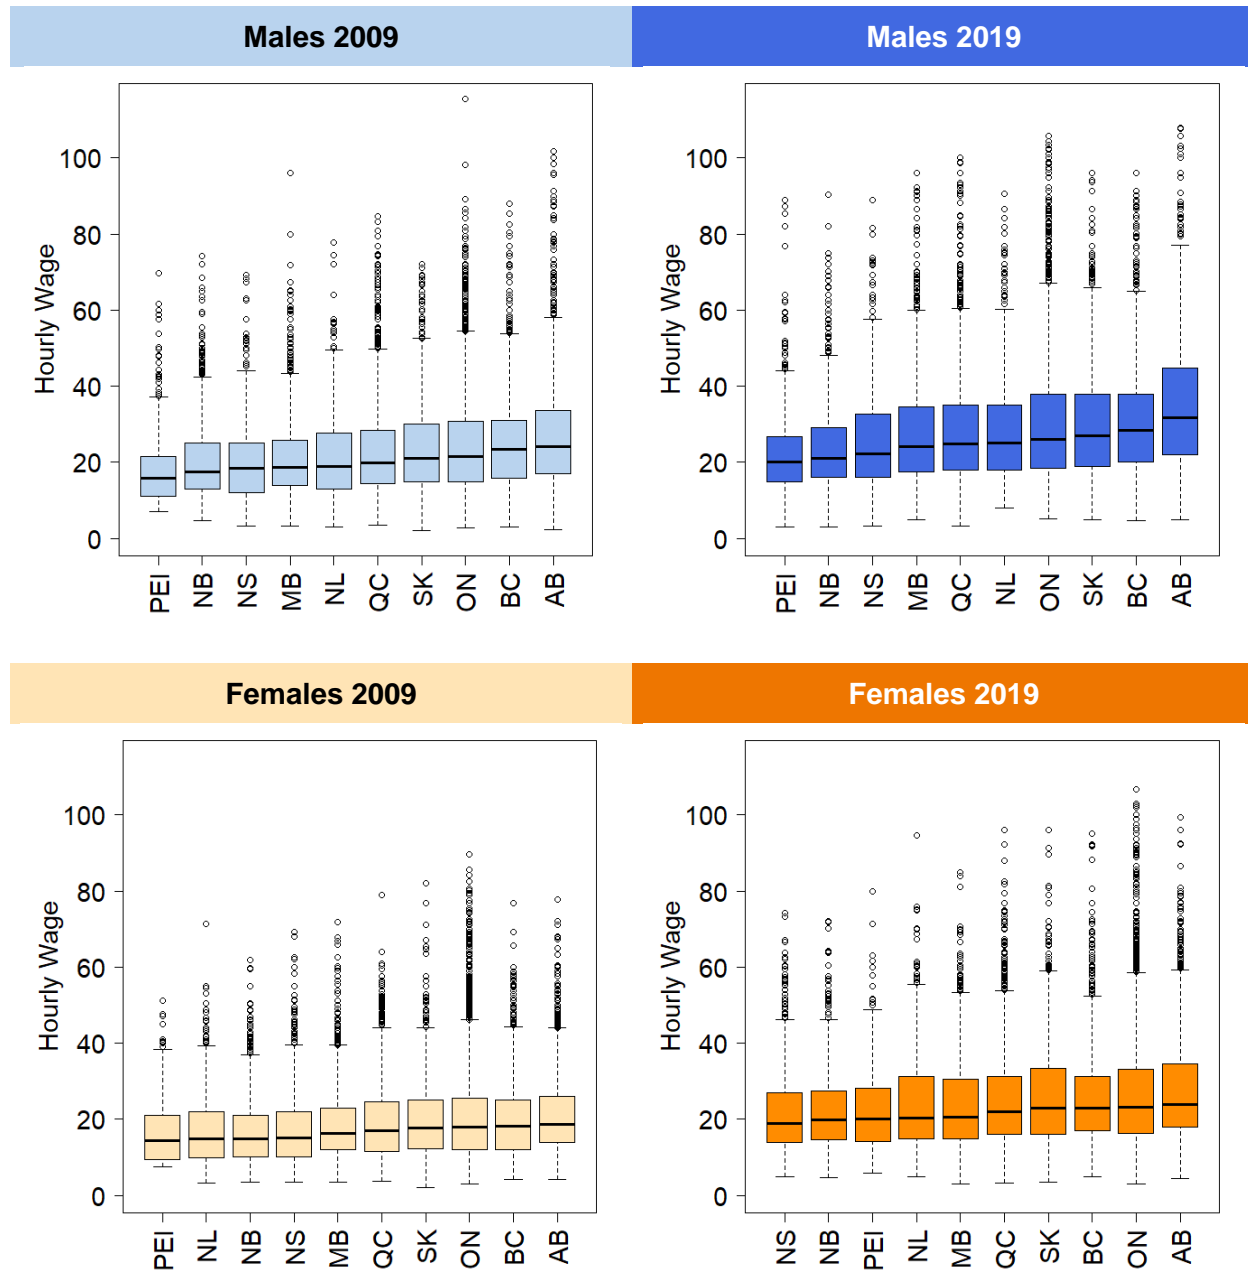 Males 2009
Males 2019
Hourly Wage
100
80
60
40
20
0
PEI
NB
NS
MB
NL
QC
SK
ON
BC
AB
Hourly Wage
100
80
60
40
20
0
PEI
NB
NS
MB
QC
NL
ON
SK
BC
AB
Females 2009
Females 2019
Hourly Wage
100
80
60
40
20
0
PEI
NL
NB
NS
MB
QC
SK
ON
BC
AB
Hourly Wage
100
80
60
40
20
0
NS
NB
PEI
NL
MB
QC
SK
BC
ON
AB